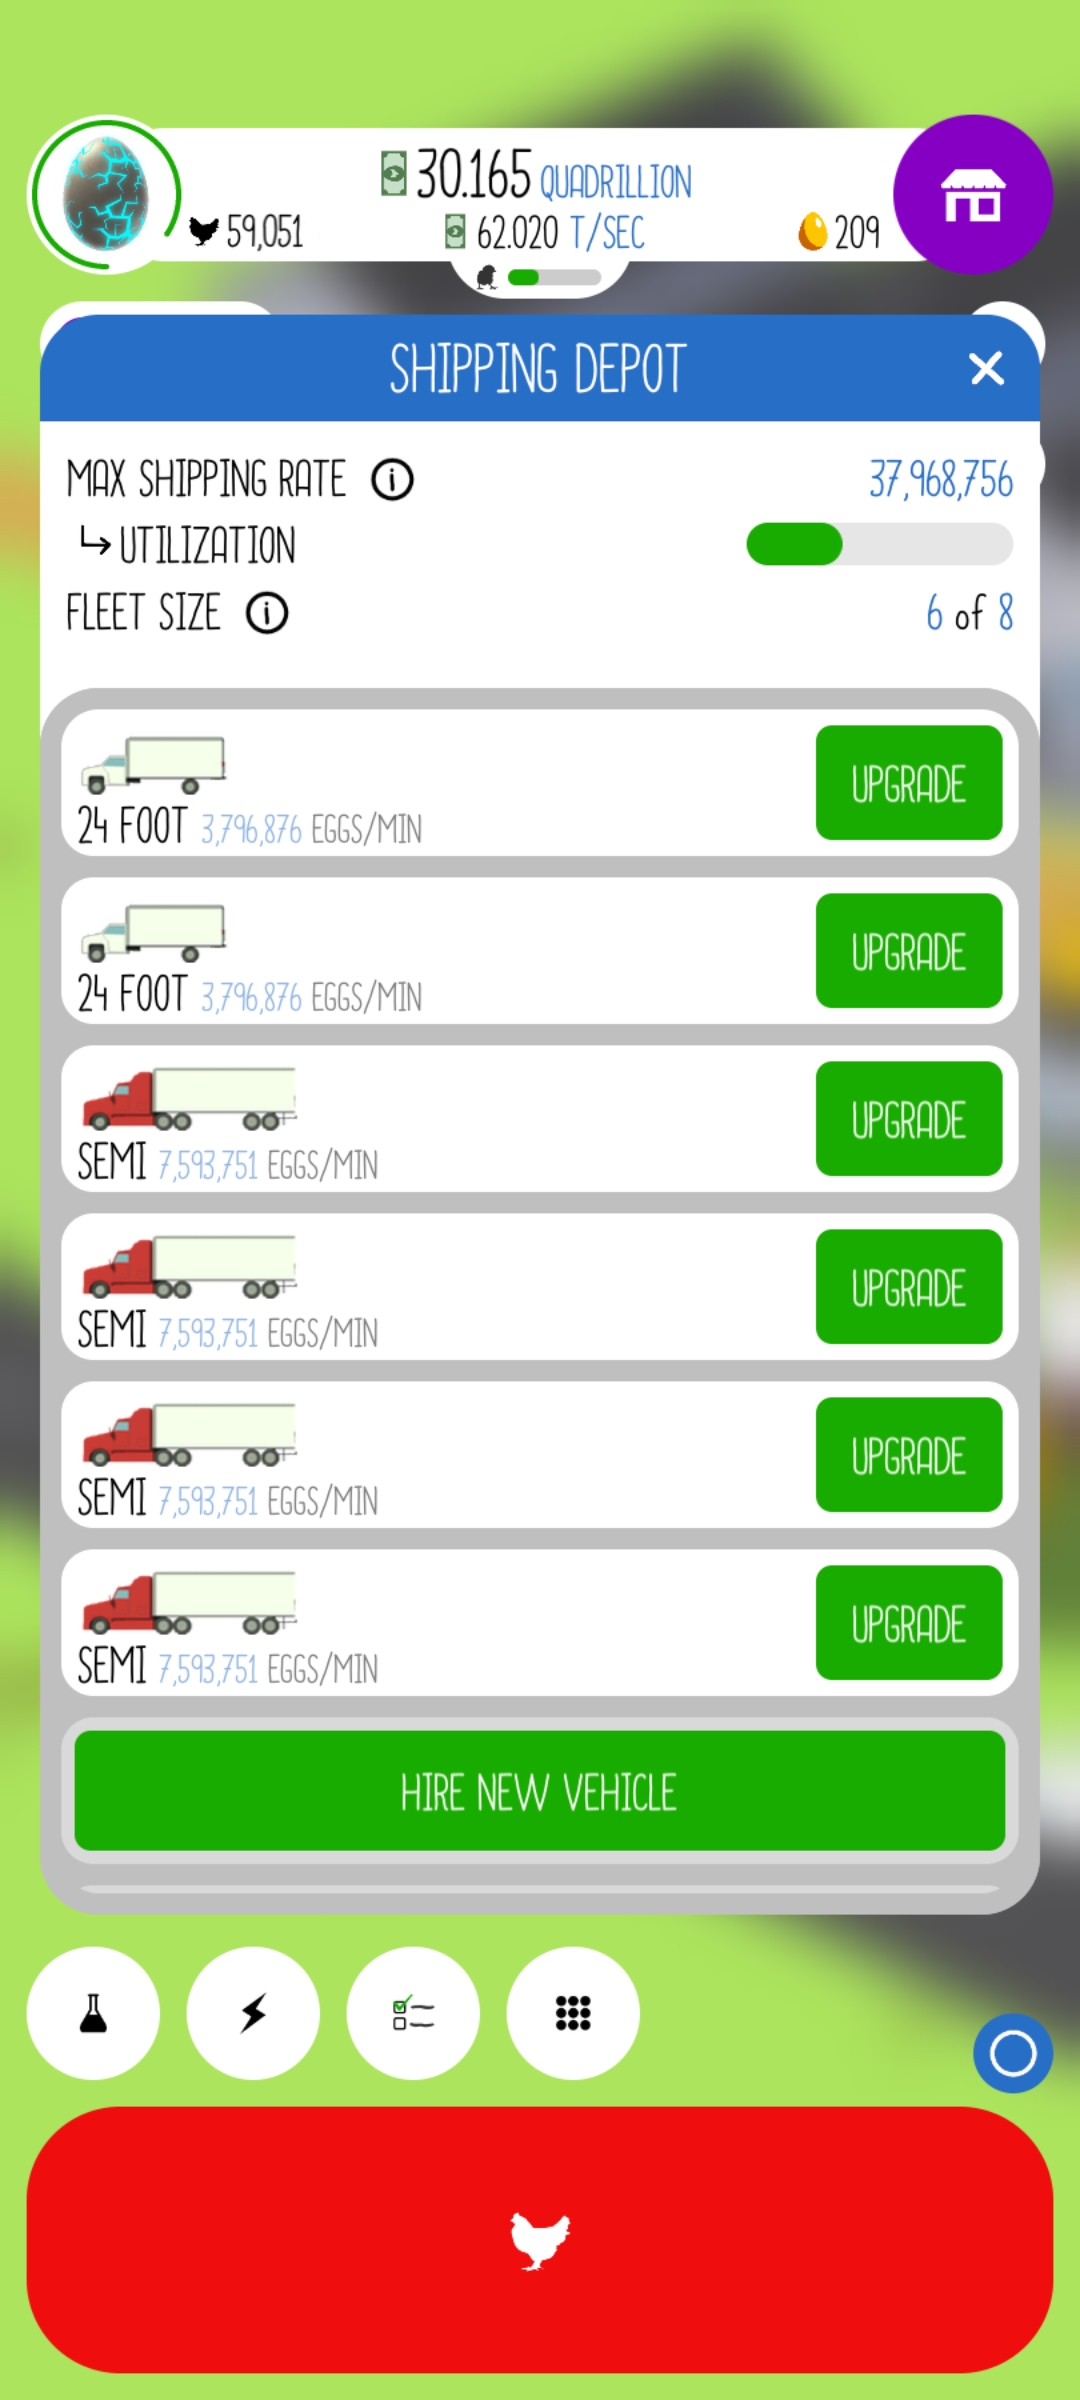 30.165 QUADRILLION
59,051
62.020 T/SEC
209
SHIPPING DEPOT
MAX SHIPPING RATE 37,968,756
UTILIZATION
FLEET SIZE 6 of 8
24 FOOT 3,796,876 EGGS/MIN
UPGRADE
24 FOOT 3,796,876 EGGS/MIN
UPGRADE
SEMI 7,593,751 EGGS/MIN
UPGRADE
SEMI 7,593,751 EGGS/MIN
UPGRADE
SEMI 7,593,751 EGGS/MIN
UPGRADE
SEMI 7,593,751 EGGS/MIN
UPGRADE
HIRE NEW VEHICLE